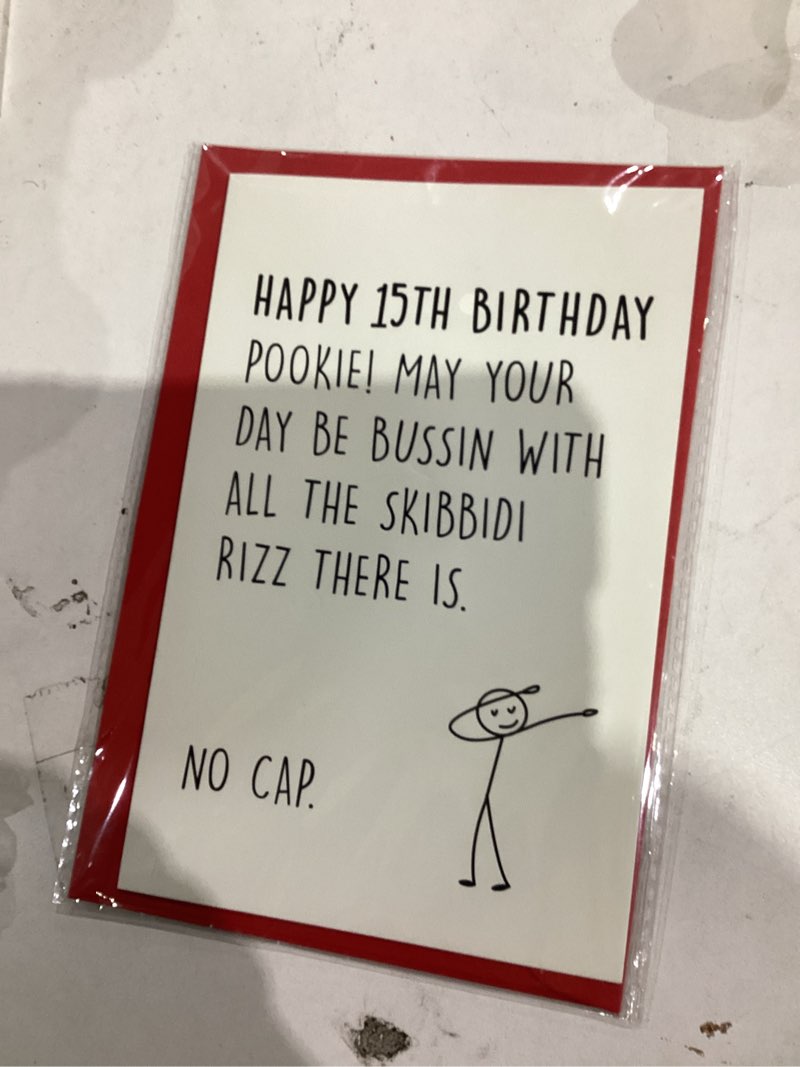 HAPPY 15TH BIRTHDAY
POOKIE! MAY YOUR
DAY BE BUSSIN WITH
ALL THE SKIBBIDI
RIZZ THERE IS.
NO CAP.